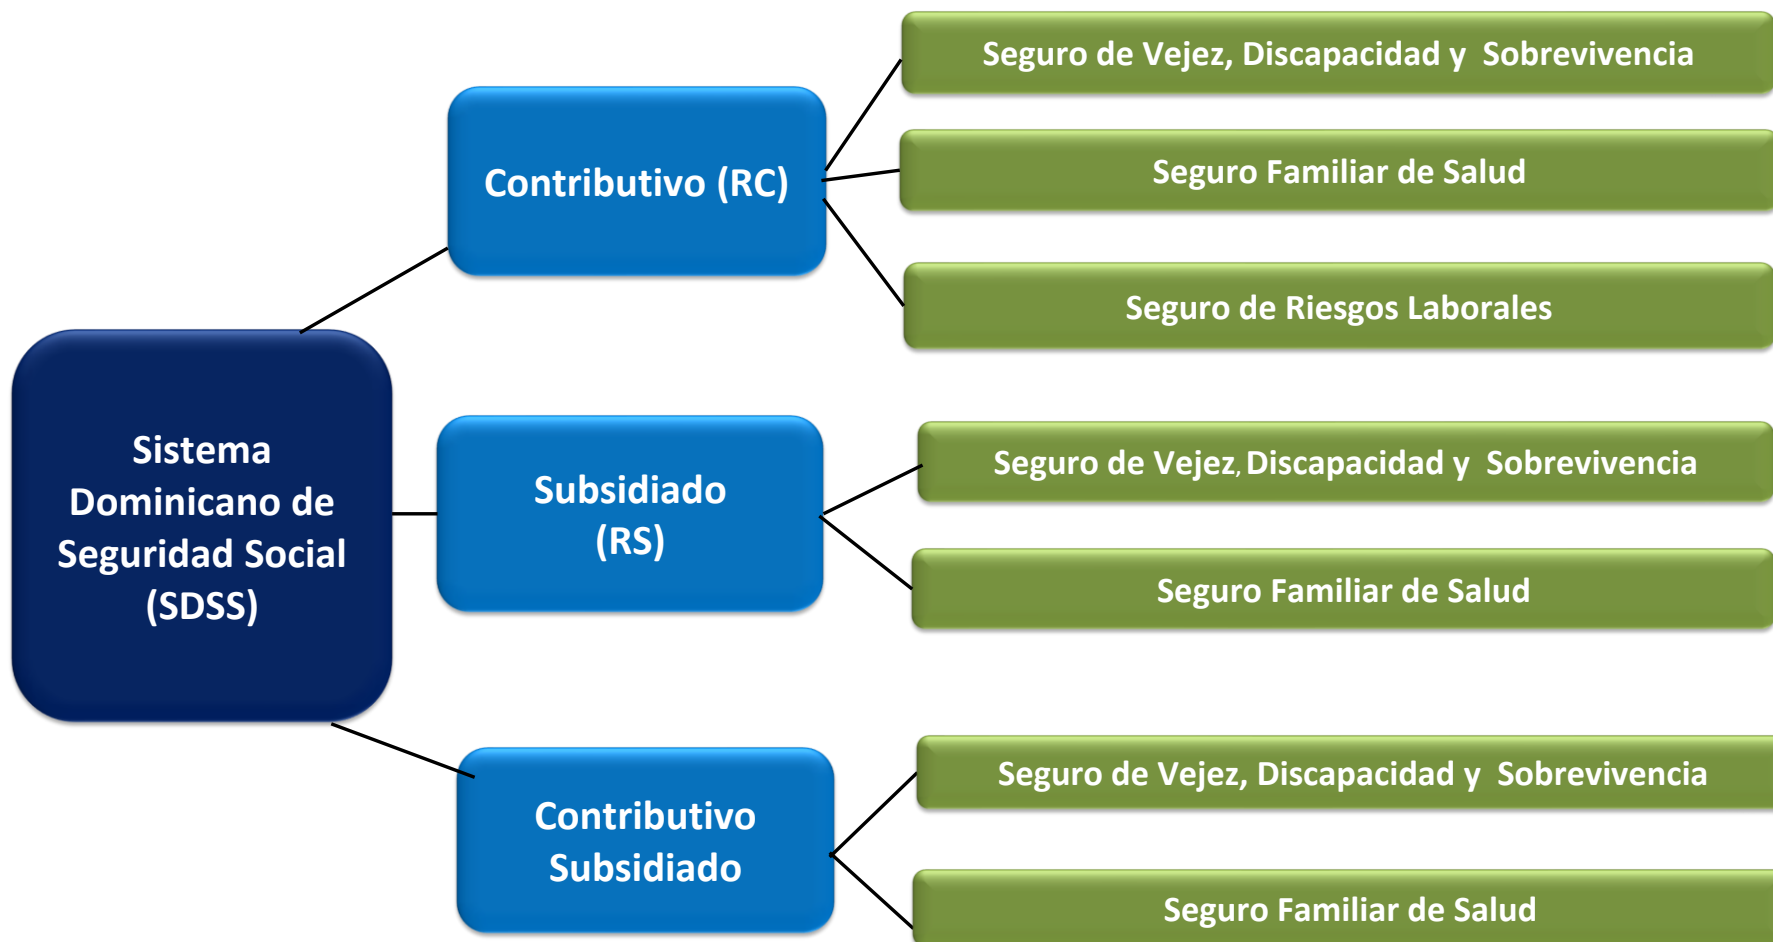 Sistema
Dominicano de
Seguridad Social
(SDSS)
Contributivo (RC)
Seguro de Vejez, Discapacidad y Sobrevivencia
Seguro Familiar de Salud
Seguro de Riesgos Laborales
Subsidiado
(RS)
Seguro de Vejez, Discapacidad y Sobrevivencia
Seguro Familiar de Salud
Contributivo
Subsidiado
Seguro de Vejez, Discapacidad y Sobrevivencia
Seguro Familiar de Salud